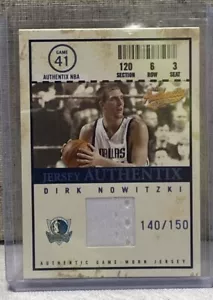 GAME
41
AUTHENTIX NBA
120 6 3
SECTION ROW SEAT
JERSEY AUTHENTIX
DIRK NOWITZKI
140/150
AUTHENTIC GAME-WORN JERSEY